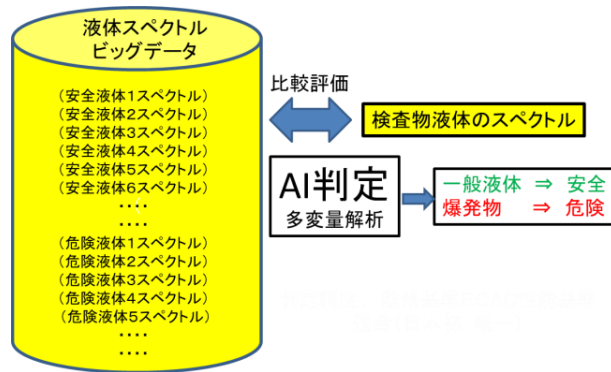 液体スペクトル
ビッグデータ
(安全液体1スペクトル)
(安全液体2スペクトル)
(安全液体3スペクトル)
(安全液体4スペクトル)
(安全液体5スペクトル)
(安全液体6スペクトル)
‥‥
‥‥
(危険液体1スペクトル)
(危険液体2スペクトル)
(危険液体3スペクトル)
(危険液体4スペクトル)
(危険液体5スペクトル)
‥‥
‥‥
比較評価
検査物液体のスペクトル
AI判定
多変量解析
一般液体 ⇒ 安全
爆発物 ⇒ 危険